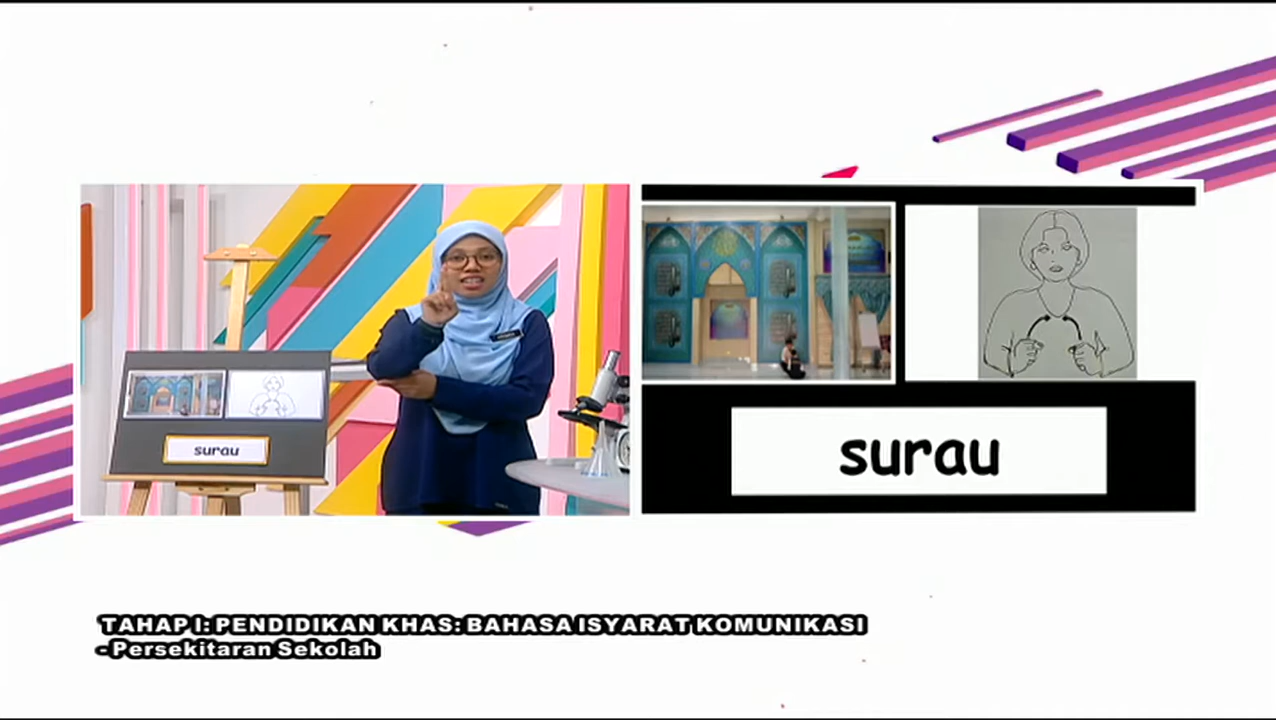 surau
surau
TAHAP I: PENDIDIKAN KHAS: BAHASA ISYARAT KOMUNIKASI
- Persekitaran Sekolah